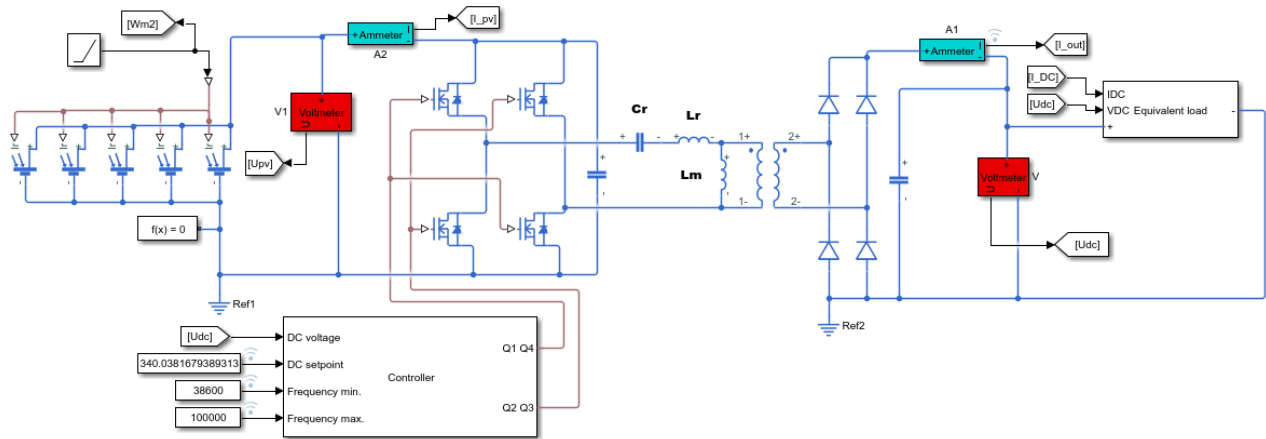 [Wm2]
[I_pv]
+Ammeter I
-
A2
A1
+Ammeter I
-
[I_out]
V1
+
Voltmeter
U -
[Upv]
[I_DC]
[Udc]
IDC
VDC Equivalent load -
+
Cr
+ -
Lr
+ -
Lm
+
-
1+ 2+
1- 2-
+
-
+
-
+
Voltmeter V
U -
[Udc]
f(x) = 0
Ref1
Ref2
[Udc]
340.0381679389313
38600
100000
DC voltage
DC setpoint
Frequency min.
Frequency max.
Controller
Q1 Q4
Q2 Q3